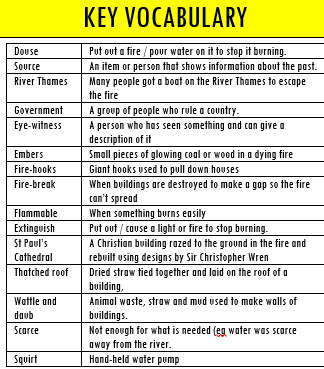 KEY VOCABULARY
Douse Put out a fire / pour water on it to stop it burning.
Source An item or person that shows information about the past.
River Thames Many people got a boat on the River Thames to escape
the fire
Government A group of people who rule a country.
Eye-witness A person who has seen something and can give a
description of it
Embers Small pieces of glowing coal or wood in a dying fire
Fire-hooks Giant hooks used to pull down houses
Fire-break When buildings are destroyed to make a gap so the fire
can't spread
Flammable When something burns easily
Extinguish Put out / cause a light or fire to stop burning.
St Paul's A Christian building razed to the ground in the fire and
Cathedral rebuilt using designs by Sir Christopher Wren
Thatched roof Dried straw tied together and laid on the roof of a
building,
Wattle and Animal waste, straw and mud used to make walls of
daub buildings.
Scarce Not enough for what is needed (eg water was scarce
away from the river.
Squirt Hand-held water pump